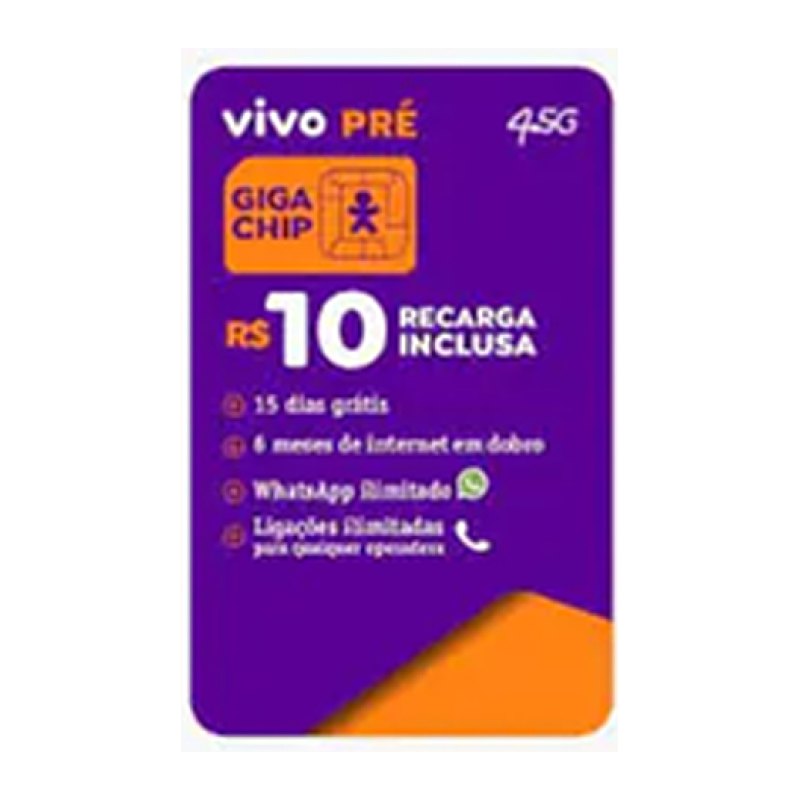 vivo PRÉ
4.5G
GIGA
CHIP
R$10 RECARGA
INCLUSA
15 dias grátis
6 meses de internet em dobro
WhatsApp ilimitado
Ligações ilimitadas
para qualquer operadora